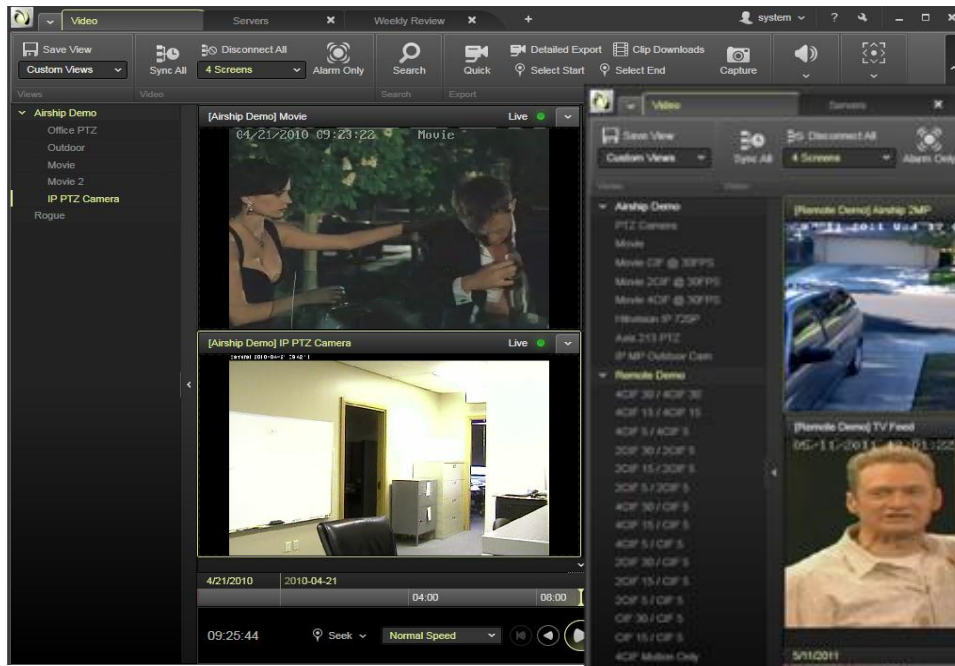 Video
Servers
Weekly Review
+
system
?
Save View
Custom Views
Sync All
Disconnect All
4 Screens
Alarm Only
Search
Quick
Detailed Export
Clip Downloads
Select Start
Select End
Capture
Views
Video
Search
Export
Airship Demo
Office PTZ
Outdoor
Movie
Movie 2
IP PTZ Camera
Rogue
[Airship Demo] Movie
Live
04/21/2010 09:23:22 Movie
[Airship Demo] IP PTZ Camera
Live
4/21/2010
2010-04-21
04:00
08:00
09:25:44
Seek
Normal Speed
Video
Servers
Save View
Custom Views
Sync All
Disconnect All
4 Screens
Alarm Only
Views
Video
Airship Demo
PTZ Camera
Movie
Movie CIF @ 30FPS
Movie 2CIF @ 30FPS
Movie 4CIF @ 30FPS
Hikvision IP 720P
Axis 213 PTZ
IP MP Outdoor Cam
Remote Demo
4CIF 30 / 4CIF 30
4CIF 15 / 4CIF 15
4CIF 5 / 4CIF 5
2CIF 30 / 2CIF 5
2CIF 15 / 2CIF 5
2CIF 5 / 2CIF 5
4CIF 30 / CIF 5
4CIF 15 / CIF 5
4CIF 5 / CIF 5
2CIF 30 / CIF 5
2CIF 15 / CIF 5
2CIF 5 / CIF 5
CIF 30 / CIF 5
CIF 15 / CIF 5
4CIF Motion Only
[Remote Demo] Airship 2MP
[Remote Demo] TV Feed
05-11-2011 12:01:22
5/11/2011